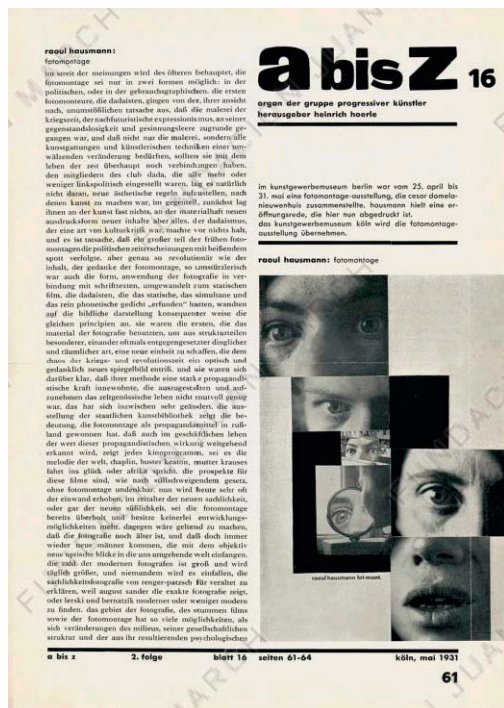 raoul hausmann:
fotomontage
im streit der meinungen wird des öfteren behauptet, die
fotomontage sei nur in zwei formen möglich: in der
politischen, oder in der gebrauchsgraphischen. die ersten
fotomonteure, die dadaisten, gingen von der, ihrer ansicht
nach, unumstößlichen tatsache aus, daß die malerei der
kriegszeit, der nachfuturistische expressionismus, an seiner
gegenstandslosigkeit und gesinnungsleere zugrunde ge-
gangen war, und daß nicht nur die malerei, sondern alle
kunstgattungen und künstlerischen techniken einer um-
wälzenden veränderung bedürften, sollten sie mit dem
leben der zeit überhaupt noch verbindungen haben.
den mitgliedern des club dada, die alle mehr oder
weniger linkspolitisch eingestellt waren, lag es natürlich
nicht daran, neue ästhetische regeln aufzustellen, nach
denen kunst zu machen war, im gegenteil, zunächst lag
ihnen an der kunst fast nichts, an der materialhaft neuen
ausdrucksform neuer inhalte aber alles. der dadaismus,
der eine art von kulturkritik war, machte vor nichts halt,
und es ist tatsache, daß ein großer teil der frühen foto-
montagen die politischen zeiterscheinungen mit beißendem
spott verfolgte. aber genau so revolutionär wie der
inhalt, der gedanke der fotomontage, so umstürzlerisch
war auch die form, anwendung der fotografie in ver-
bindung mit schrifttexten, umgewandelt zum statischen
film. die dadaisten, die das statische, das simultane und
das rein phonetische gedicht „erfunden" hatten, wandten
auf die bildliche darstellung konsequenter weise die
gleichen prinzipien an. sie waren die ersten, die das
material der fotografie benutzten, um aus strukturteilen
besonderer, einander oftmals entgegengesetzter dinglicher
und räumlicher art, eine neue einheit zu schaffen, die dem
chaos der kriegs- und revolutionszeit ein optisch und
gedanklich neues spiegelbild entriß. und sie waren sich
darüber klar, daß ihrer methode eine starke propagandi-
stische kraft innewohnte, die auszugestalten und auf-
zunehmen das zeitgenössische leben nicht mutvoll genug
war. das hat sich inzwischen sehr geändert. die aus-
stellung der staatlichen kunstbibliothek zeigt die be-
deutung, die fotomontage als propagandamittel in ruß-
land gewonnen hat. daß auch im geschäftlichen leben
der wert dieser propagandistischen wirkung weitgehend
erkannt wird, zeigt jedes kinoprogramm, sei es die
melodie der welt, chaplin, buster keaton, mutter krauses
fahrt ins glück oder afrika spricht. die prospekte für
diese filme sind, wie nach stillschweigendem gesetz,
ohne fotomontage undenkbar. nun wird heute sehr oft
der einwand erhoben, im zeitalter der neuen sachlichkeit,
oder gar der neuen süßlichkeit, sei die fotomontage
bereits überholt und besitze keinerlei entwicklungs-
möglichkeiten mehr. dagegen wäre geltend zu machen,
daß die fotografie noch älter ist, und daß doch immer
wieder neue männer kommen, die mit dem objektiv
neue optische blicke in die uns umgebende welt einfangen.
die zahl der modernen fotografen ist groß und wird
täglich größer, und niemandem wird es einfallen, die
sachlichkeitsfotografie von renger-patzsch für veraltet zu
erklären, weil august sander die exakte fotografie zeigt,
oder lerski und bernatzik moderner oder weniger modern
zu finden. das gebiet der fotografie, des stummen films
sowie der fotomontage hat so viele möglichkeiten, als
sich veränderungen des milieus, seiner gesellschaftlichen
struktur und der aus ihr resultierenden psychologischen
a bis z 16
organ der gruppe progressiver künstler
herausgeber heinrich hoerle
im kunstgewerbemuseum berlin war vom 25. april bis
31. mai eine fotomontage-ausstellung, die cesar domela-
nieuwenhuis zusammenstellte. hausmann hielt eine er-
öffnungsrede, die hier nun abgedruckt ist.
das kunstgewerbemuseum köln wird die fotomontage-
ausstellung übernehmen.
raoul hausmann: fotomontage
raoul hausmann fot-mont.
a bis z 2. folge blatt 16 seiten 61-64 köln, mai 1931
61